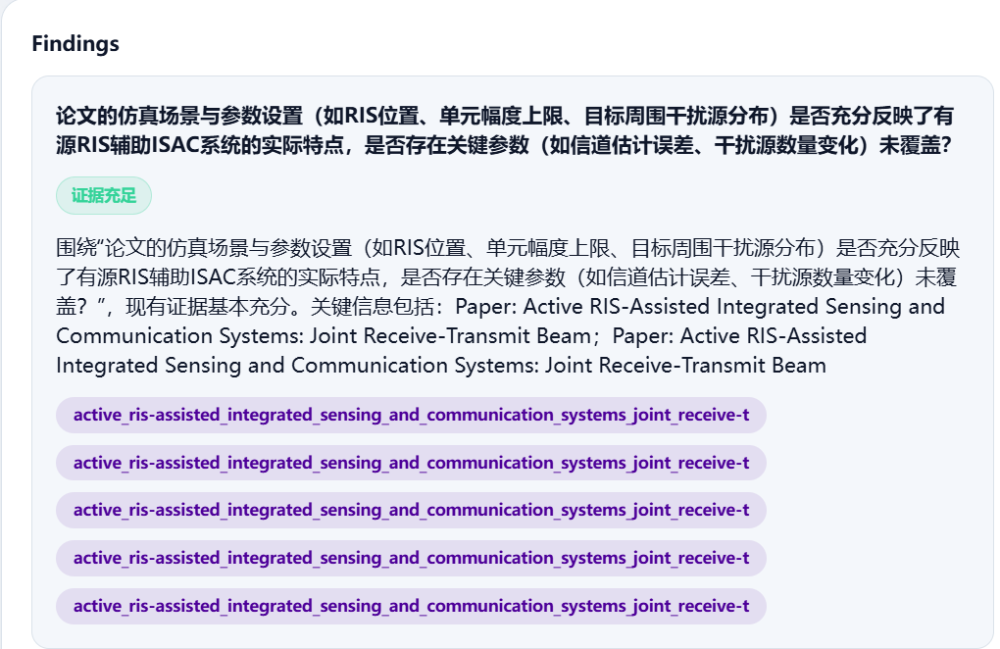 Findings
论文的仿真场景与参数设置（如RIS位置、单元幅度上限、目标周围干扰源分布）是否充分反映了有
源RIS辅助ISAC系统的实际特点，是否存在关键参数（如信道估计误差、干扰源数量变化）未覆盖？
证据充足
围绕“论文的仿真场景与参数设置（如RIS位置、单元幅度上限、目标周围干扰源分布）是否充分反映
了有源RIS辅助ISAC系统的实际特点，是否存在关键参数（如信道估计误差、干扰源数量变化）未覆
盖？”，现有证据基本充分。关键信息包括：Paper: Active RIS-Assisted Integrated Sensing and
Communication Systems: Joint Receive-Transmit Beam；Paper: Active RIS-Assisted
Integrated Sensing and Communication Systems: Joint Receive-Transmit Beam
active_ris-assisted_integrated_sensing_and_communication_systems_joint_receive-t
active_ris-assisted_integrated_sensing_and_communication_systems_joint_receive-t
active_ris-assisted_integrated_sensing_and_communication_systems_joint_receive-t
active_ris-assisted_integrated_sensing_and_communication_systems_joint_receive-t
active_ris-assisted_integrated_sensing_and_communication_systems_joint_receive-t